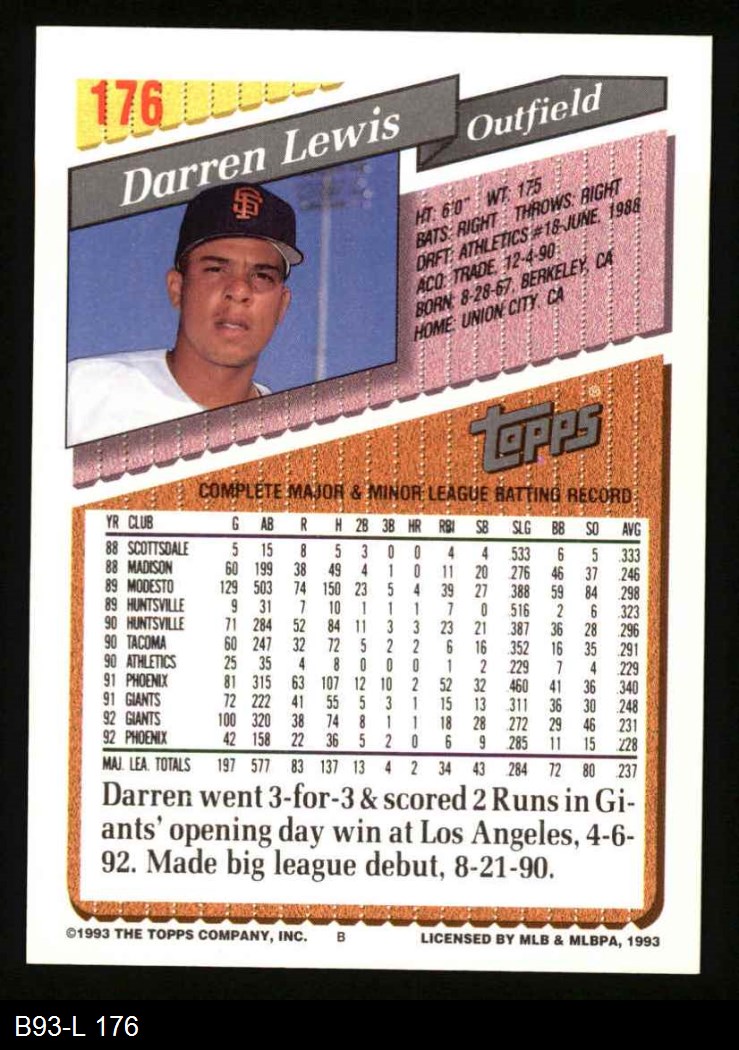 176
Darren Lewis
Outfield
SF
HT: 6'0" WT: 175
BATS: RIGHT THROWS: RIGHT
DRFT: ATHLETICS #18-JUNE, 1988
ACQ: TRADE, 12-4-90
BORN: 8-28-67, BERKELEY, CA
HOME: UNION CITY, CA
topps®
COMPLETE MAJOR & MINOR LEAGUE BATTING RECORD
YR CLUB G AB R H 2B 3B HR RBI SB SLG BB SO AVG
88 SCOTTSDALE 5 15 8 5 3 0 0 4 4 .533 6 5 .333
88 MADISON 60 199 38 49 4 1 0 11 20 .276 46 37 .246
89 MODESTO 129 503 74 150 23 5 4 39 27 .388 59 84 .298
89 HUNTSVILLE 9 31 7 10 1 1 1 7 0 .516 2 6 .323
90 HUNTSVILLE 71 284 52 84 11 3 3 23 21 .387 36 28 .296
90 TACOMA 60 247 32 72 5 2 2 6 16 .352 16 35 .291
90 ATHLETICS 25 35 4 8 0 0 0 1 2 .229 7 4 .229
91 PHOENIX 81 315 63 107 12 10 2 52 32 .460 41 36 .340
91 GIANTS 72 222 41 55 5 3 1 15 13 .311 36 30 .248
92 GIANTS 100 320 38 74 8 1 1 18 28 .272 29 46 .231
92 PHOENIX 42 158 22 36 5 2 0 6 9 .285 11 15 .228
MAJ. LEA. TOTALS 197 577 83 137 13 4 2 34 43 .284 72 80 .237
Darren went 3-for-3 & scored 2 Runs in Gi-
ants' opening day win at Los Angeles, 4-6-
92. Made big league debut, 8-21-90.
©1993 THE TOPPS COMPANY, INC. B LICENSED BY MLB & MLBPA, 1993
B93-L 176